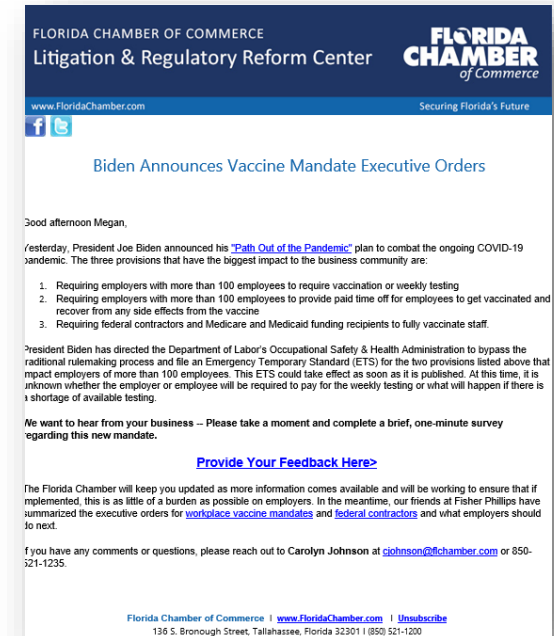 FLORIDA CHAMBER OF COMMERCE
Litigation & Regulatory Reform Center
FLORIDA
CHAMBER
of Commerce
www.FloridaChamber.com
Securing Florida's Future
Biden Announces Vaccine Mandate Executive Orders
Good afternoon Megan,
Yesterday, President Joe Biden announced his "Path Out of the Pandemic" plan to combat the ongoing COVID-19
pandemic. The three provisions that have the biggest impact to the business community are:
1. Requiring employers with more than 100 employees to require vaccination or weekly testing
2. Requiring employers with more than 100 employees to provide paid time off for employees to get vaccinated and
recover from any side effects from the vaccine
3. Requiring federal contractors and Medicare and Medicaid funding recipients to fully vaccinate staff.
President Biden has directed the Department of Labor's Occupational Safety & Health Administration to bypass the
traditional rulemaking process and file an Emergency Temporary Standard (ETS) for the two provisions listed above that
impact employers of more than 100 employees. This ETS could take effect as soon as it is published. At this time, it is
unknown whether the employer or employee will be required to pay for the weekly testing or what will happen if there is
a shortage of available testing.
We want to hear from your business -- Please take a moment and complete a brief, one-minute survey
regarding this new mandate.
Provide Your Feedback Here>
The Florida Chamber will keep you updated as more information comes available and will be working to ensure that if
implemented, this is as little of a burden as possible on employers. In the meantime, our friends at Fisher Phillips have
summarized the executive orders for workplace vaccine mandates and federal contractors and what employers should
do next.
If you have any comments or questions, please reach out to Carolyn Johnson at cjohnson@flchamber.com or 850-
521-1235.
Florida Chamber of Commerce | www.FloridaChamber.com | Unsubscribe
136 S. Bronough Street, Tallahassee, Florida 32301 | (850) 521-1200